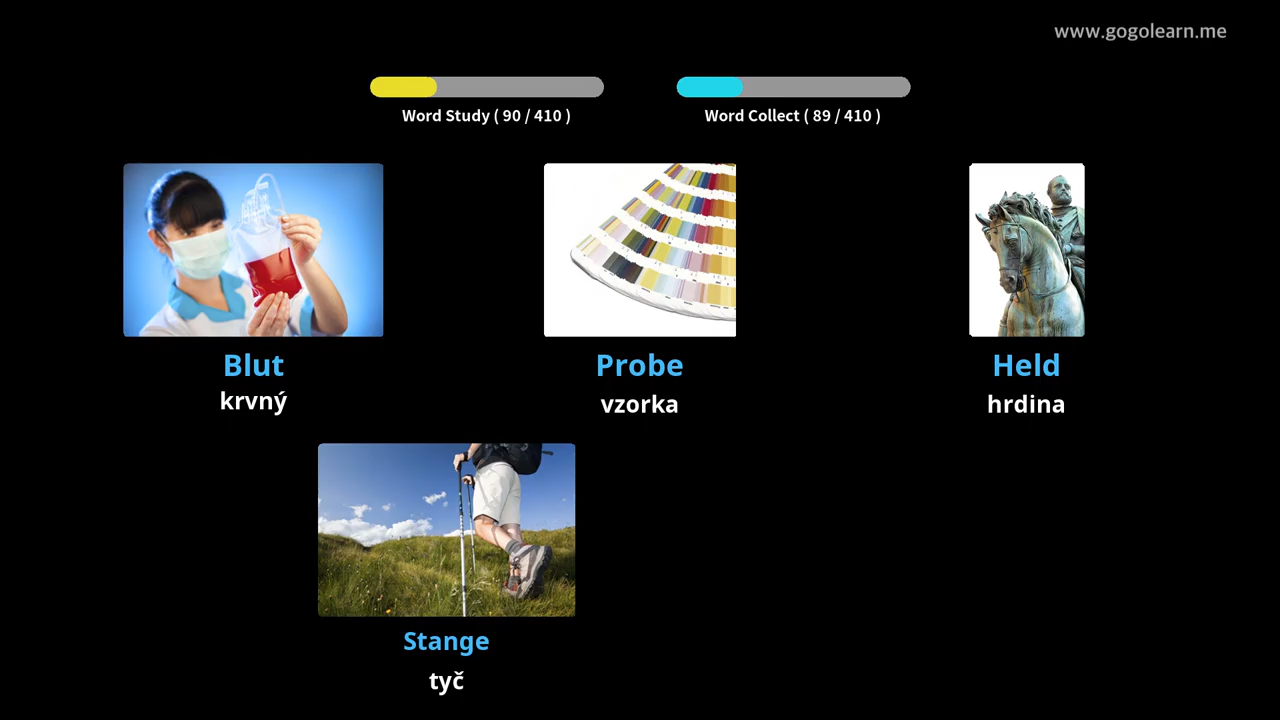 www.gogolearn.me
Word Study ( 90 / 410 )
Word Collect ( 89 / 410 )
Blut
krvný
Probe
vzorka
Held
hrdina
Stange
tyč